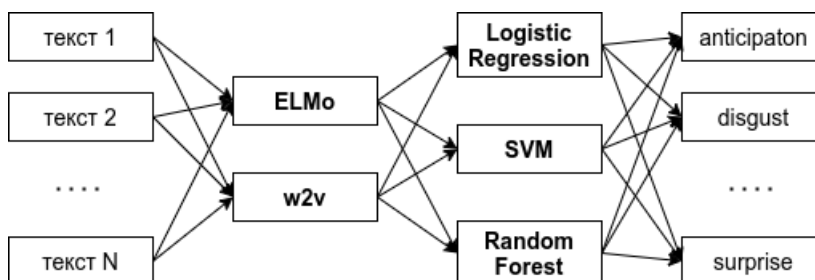 текст 1
текст 2
....
текст N
ELMo
w2v
Logistic
Regression
SVM
Random
Forest
anticipaton
disgust
....
surprise